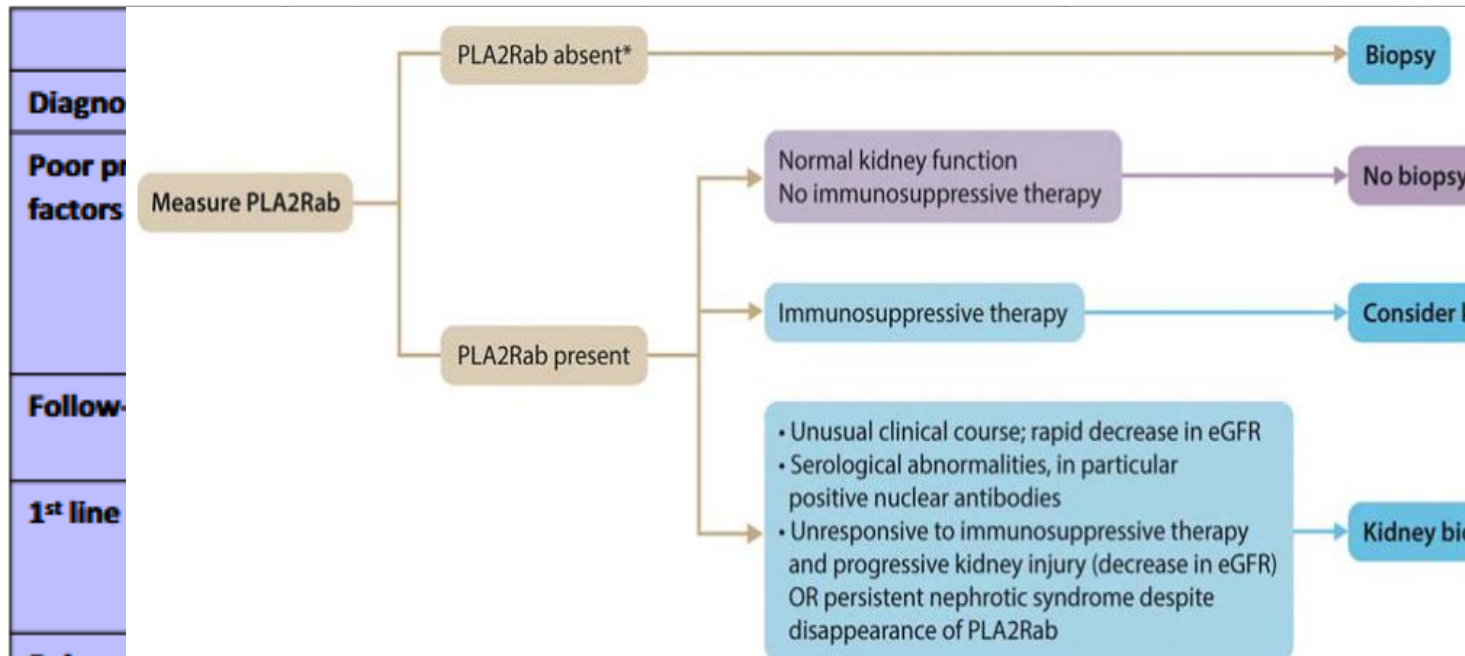 Diagno
Poor pr
factors
Follow-
1st line
Measure PLA2Rab
PLA2Rab absent*
Biopsy
PLA2Rab present
Normal kidney function
No immunosuppressive therapy
No biopsy
Immunosuppressive therapy
Consider
• Unusual clinical course; rapid decrease in eGFR
• Serological abnormalities, in particular
positive nuclear antibodies
• Unresponsive to immunosuppressive therapy
and progressive kidney injury (decrease in eGFR)
OR persistent nephrotic syndrome despite
disappearance of PLA2Rab
Kidney bio